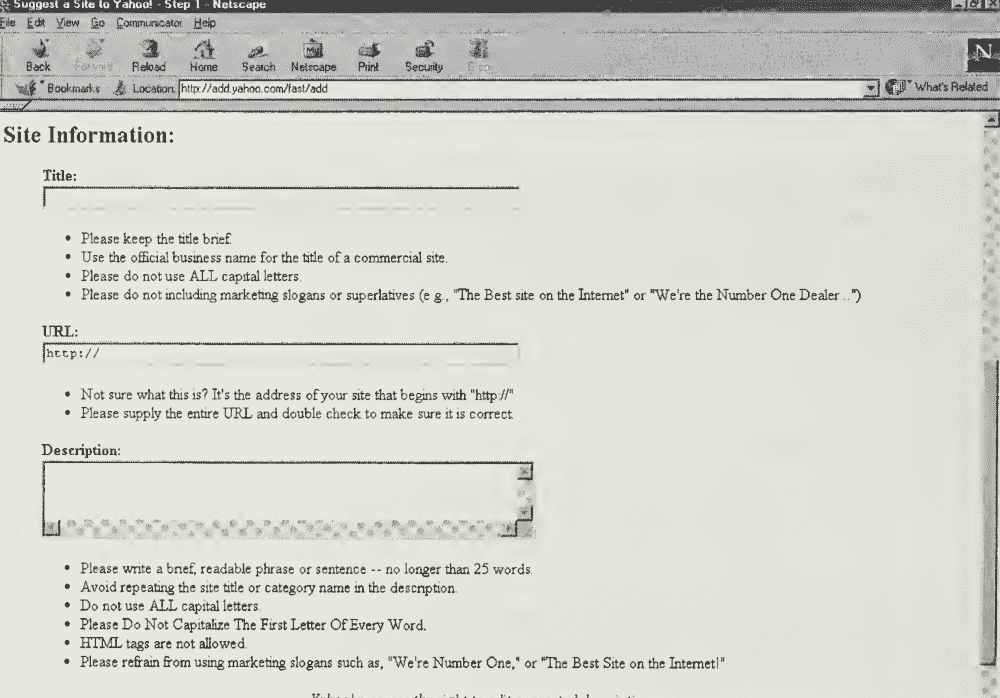 Suggest a Site to Yahoo! - Step 1 - Netscape
File Edit View Go Communicator Help
Back Forward Reload Home Search Netscape Print Security Stop
N
Bookmarks Location: http://add.yahoo.com/fast/add What's Related
Site Information:
Title:
• Please keep the title brief.
• Use the official business name for the title of a commercial site.
• Please do not use ALL capital letters.
• Please do not including marketing slogans or superlatives (e.g., "The Best site on the Internet" or "We're the Number One Dealer...")
URL:
http://
• Not sure what this is? It's the address of your site that begins with "http://"
• Please supply the entire URL and double check to make sure it is correct.
Description:
• Please write a brief, readable phrase or sentence -- no longer than 25 words.
• Avoid repeating the site title or category name in the description.
• Do not use ALL capital letters.
• Please Do Not Capitalize The First Letter Of Every Word.
• HTML tags are not allowed.
• Please refrain from using marketing slogans such as, "We're Number One," or "The Best Site on the Internet!"